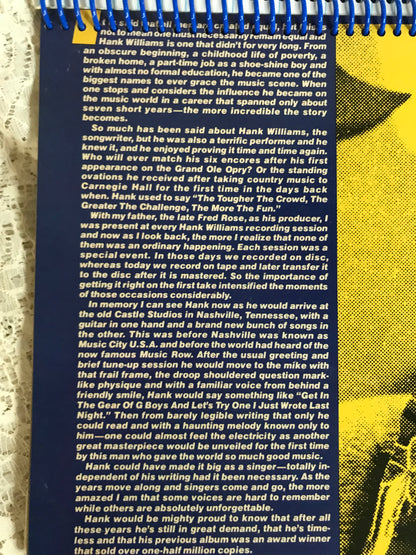 said that all men are created equal
not to mean one must necessarily remain equal and
Hank Williams is one that didn't for very long. From
an obscure beginning, a childhood life of poverty, a
broken home, a part-time job as a shoe-shine boy and
with almost no formal education, he became one of the
biggest names to ever grace the music scene. When
one stops and considers the influence he became on
the music world in a career that spanned only about
seven short years—the more incredible the story
becomes.
So much has been said about Hank Williams, the
songwriter, but he was also a terrific performer and he
knew it, and he enjoyed proving it time and time again.
Who will ever match his six encores after his first
appearance on the Grand Ole Opry? Or the standing
ovations he received after taking country music to
Carnegie Hall for the first time in the days back
when. Hank used to say "The Tougher The Crowd, The
Greater The Challenge, The More The Fun."
With my father, the late Fred Rose, as his producer, I
was present at every Hank Williams recording session
and now as I look back, the more I realize that none of
them was an ordinary happening. Each session was a
special event. In those days we recorded on disc,
whereas today we record on tape and later transfer it
to the disc after it is mastered. So the importance of
getting it right on the first take intensified the moments
of those occasions considerably.
In memory I can see Hank now as he would arrive at
the old Castle Studios in Nashville, Tennessee, with a
guitar in one hand and a brand new bunch of songs in
the other. This was before Nashville was known as
Music City U.S.A. and before the world had heard of the
now famous Music Row. After the usual greeting and
brief tune-up session he would move to the mike with
that frail frame, the droop shouldered question mark-
like physique and with a familiar voice from behind a
friendly smile, Hank would say something like "Get In
The Gear Of G Boys And Let's Try One I Just Wrote Last
Night." Then from barely legible writing that only he
could read and with a haunting melody known only to
him—one could almost feel the electricity as another
great masterpiece would be unveiled for the first time
by this man who gave the world so much good music.
Hank could have made it big as a singer—totally in-
dependent of his writing had it been necessary. As the
years move along and singers come and go, the more
amazed I am that some voices are hard to remember
while others are absolutely unforgettable.
Hank would be mighty proud to know that after all
these years he's still in great demand, that he's time-
less and that his previous album was an award winner
that sold over one-half million copies.